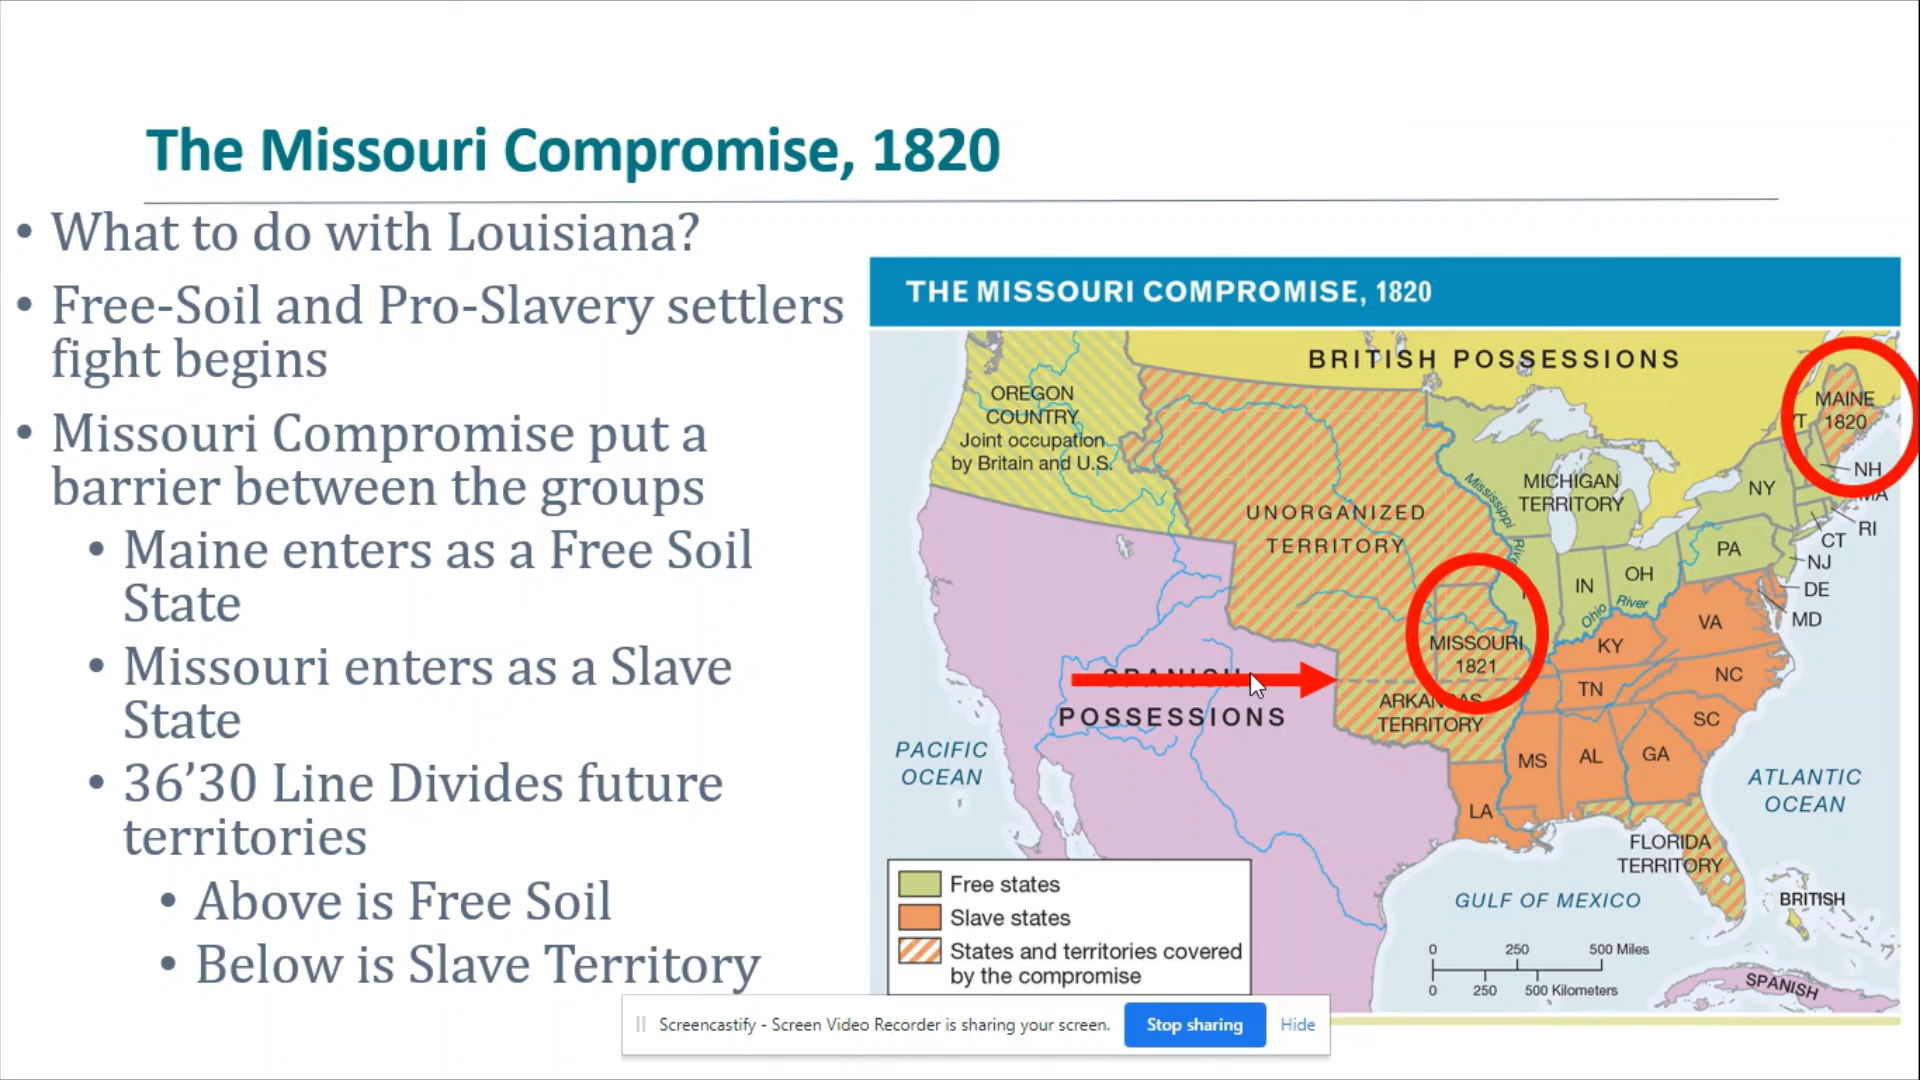 The Missouri Compromise, 1820
• What to do with Louisiana?
• Free-Soil and Pro-Slavery settlers
fight begins
• Missouri Compromise put a
barrier between the groups
• Maine enters as a Free Soil
State
• Missouri enters as a Slave
State
• 36’30 Line Divides future
territories
• Above is Free Soil
• Below is Slave Territory
THE MISSOURI COMPROMISE, 1820
BRITISH POSSESSIONS
OREGON
COUNTRY
Joint occupation
by Britain and U.S.
MAINE
1820
NH
MA
RI
CT
NJ
DE
MD
NY
PA
MICHIGAN
TERRITORY
Mississippi
River
UNORGANIZED
TERRITORY
IN
OH
Ohio River
VA
KY
MISSOURI
1821
NC
TN
SC
SPANISH
POSSESSIONS
ARKANSAS
TERRITORY
MS
AL
GA
LA
PACIFIC
OCEAN
ATLANTIC
OCEAN
FLORIDA
TERRITORY
GULF OF MEXICO
BRITISH
SPANISH
Free states
Slave states
States and territories covered
by the compromise
0 250 500 Miles
0 250 500 Kilometers
Screencastify - Screen Video Recorder is sharing your screen.
Stop sharing
Hide